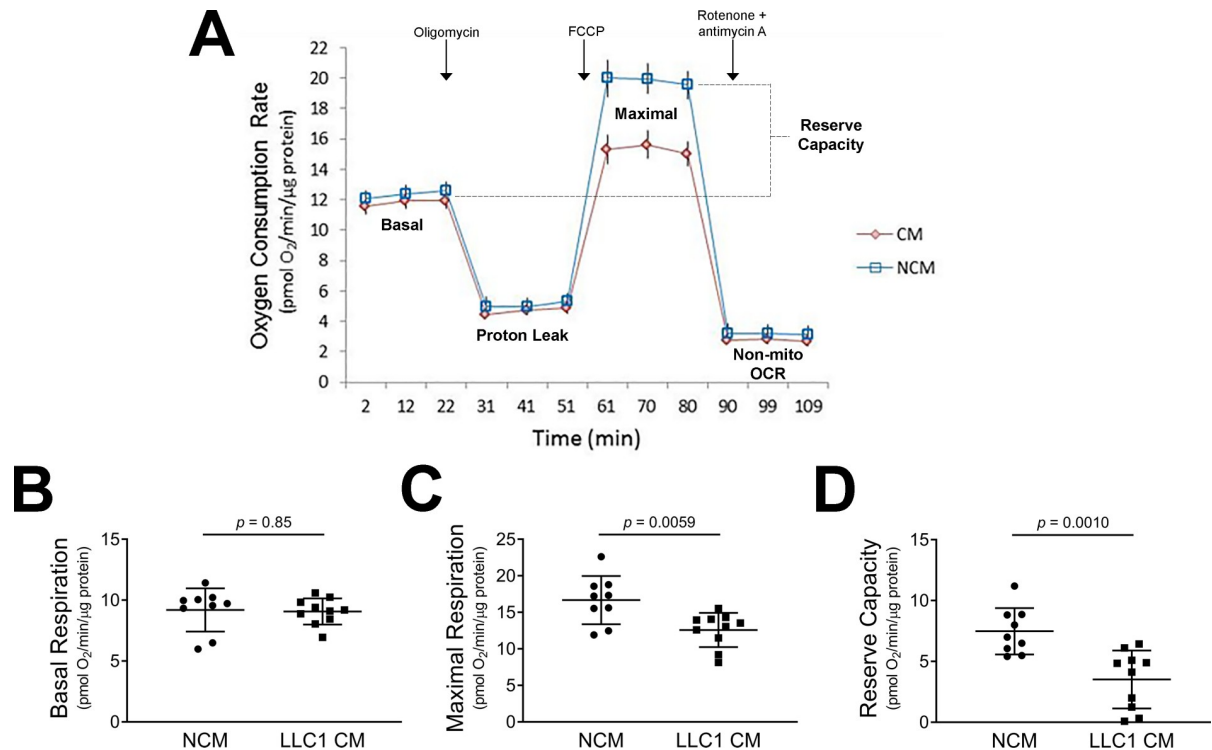 A
Oligomycin
FCCP
Rotenone +
antimycin A
Oxygen Consumption Rate
(pmol O₂/min/µg protein)
22
20
18
16
14
12
10
8
6
4
2
0
Maximal
Reserve
Capacity
Basal
Proton Leak
Non-mito
OCR
CM
NCM
2 12 22 31 41 51 61 70 80 90 99 109
Time (min)
B
p = 0.85
Basal Respiration
(pmol O₂/min/µg protein)
15
10
5
0
NCM LLC1 CM
C
p = 0.0059
Maximal Respiration
(pmol O₂/min/µg protein)
25
20
15
10
5
0
NCM LLC1 CM
D
p = 0.0010
Reserve Capacity
(pmol O₂/min/µg protein)
15
10
5
0
NCM LLC1 CM